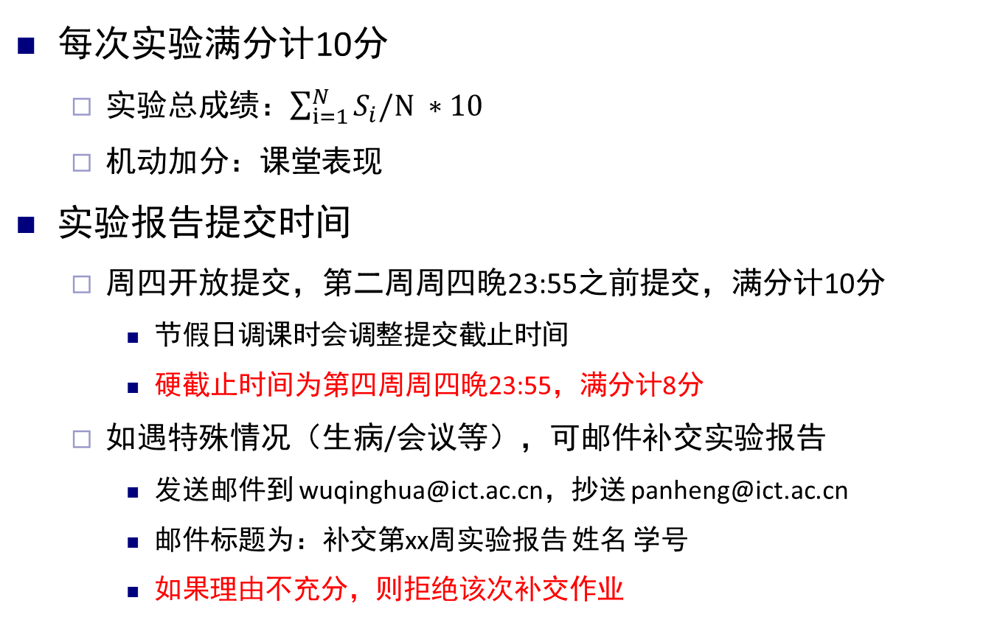 每次实验满分计10分
实验总成绩：∑_{i=1}^{N} S_i/N * 10
机动加分：课堂表现
实验报告提交时间
周四开放提交，第二周周四晚23:55之前提交，满分计10分
节假日调课时会调整提交截止时间
硬截止时间为第四周周四晚23:55，满分计8分
如遇特殊情况（生病/会议等），可邮件补交实验报告
发送邮件到 wuqinghua@ict.ac.cn，抄送 panheng@ict.ac.cn
邮件标题为：补交第xx周实验报告 姓名 学号
如果理由不充分，则拒绝该次补交作业